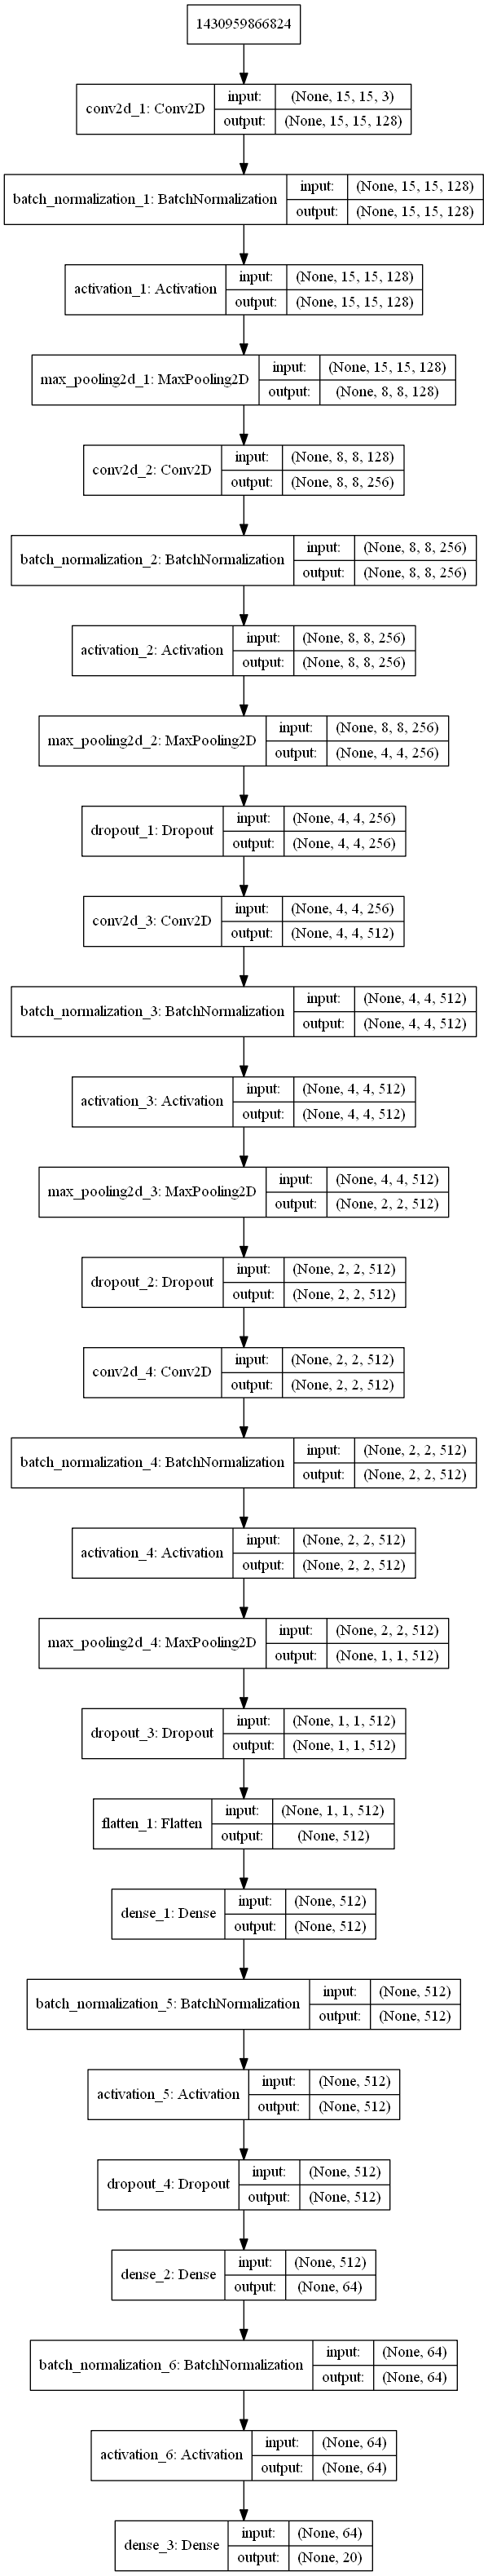 1430959866824
conv2d_1: Conv2D
input: (None, 15, 15, 3)
output: (None, 15, 15, 128)
batch_normalization_1: BatchNormalization
input: (None, 15, 15, 128)
output: (None, 15, 15, 128)
activation_1: Activation
input: (None, 15, 15, 128)
output: (None, 15, 15, 128)
max_pooling2d_1: MaxPooling2D
input: (None, 15, 15, 128)
output: (None, 8, 8, 128)
conv2d_2: Conv2D
input: (None, 8, 8, 128)
output: (None, 8, 8, 256)
batch_normalization_2: BatchNormalization
input: (None, 8, 8, 256)
output: (None, 8, 8, 256)
activation_2: Activation
input: (None, 8, 8, 256)
output: (None, 8, 8, 256)
max_pooling2d_2: MaxPooling2D
input: (None, 8, 8, 256)
output: (None, 4, 4, 256)
dropout_1: Dropout
input: (None, 4, 4, 256)
output: (None, 4, 4, 256)
conv2d_3: Conv2D
input: (None, 4, 4, 256)
output: (None, 4, 4, 512)
batch_normalization_3: BatchNormalization
input: (None, 4, 4, 512)
output: (None, 4, 4, 512)
activation_3: Activation
input: (None, 4, 4, 512)
output: (None, 4, 4, 512)
max_pooling2d_3: MaxPooling2D
input: (None, 4, 4, 512)
output: (None, 2, 2, 512)
dropout_2: Dropout
input: (None, 2, 2, 512)
output: (None, 2, 2, 512)
conv2d_4: Conv2D
input: (None, 2, 2, 512)
output: (None, 2, 2, 512)
batch_normalization_4: BatchNormalization
input: (None, 2, 2, 512)
output: (None, 2, 2, 512)
activation_4: Activation
input: (None, 2, 2, 512)
output: (None, 2, 2, 512)
max_pooling2d_4: MaxPooling2D
input: (None, 2, 2, 512)
output: (None, 1, 1, 512)
dropout_3: Dropout
input: (None, 1, 1, 512)
output: (None, 1, 1, 512)
flatten_1: Flatten
input: (None, 1, 1, 512)
output: (None, 512)
dense_1: Dense
input: (None, 512)
output: (None, 512)
batch_normalization_5: BatchNormalization
input: (None, 512)
output: (None, 512)
activation_5: Activation
input: (None, 512)
output: (None, 512)
dropout_4: Dropout
input: (None, 512)
output: (None, 512)
dense_2: Dense
input: (None, 512)
output: (None, 64)
batch_normalization_6: BatchNormalization
input: (None, 64)
output: (None, 64)
activation_6: Activation
input: (None, 64)
output: (None, 64)
dense_3: Dense
input: (None, 64)
output: (None, 20)